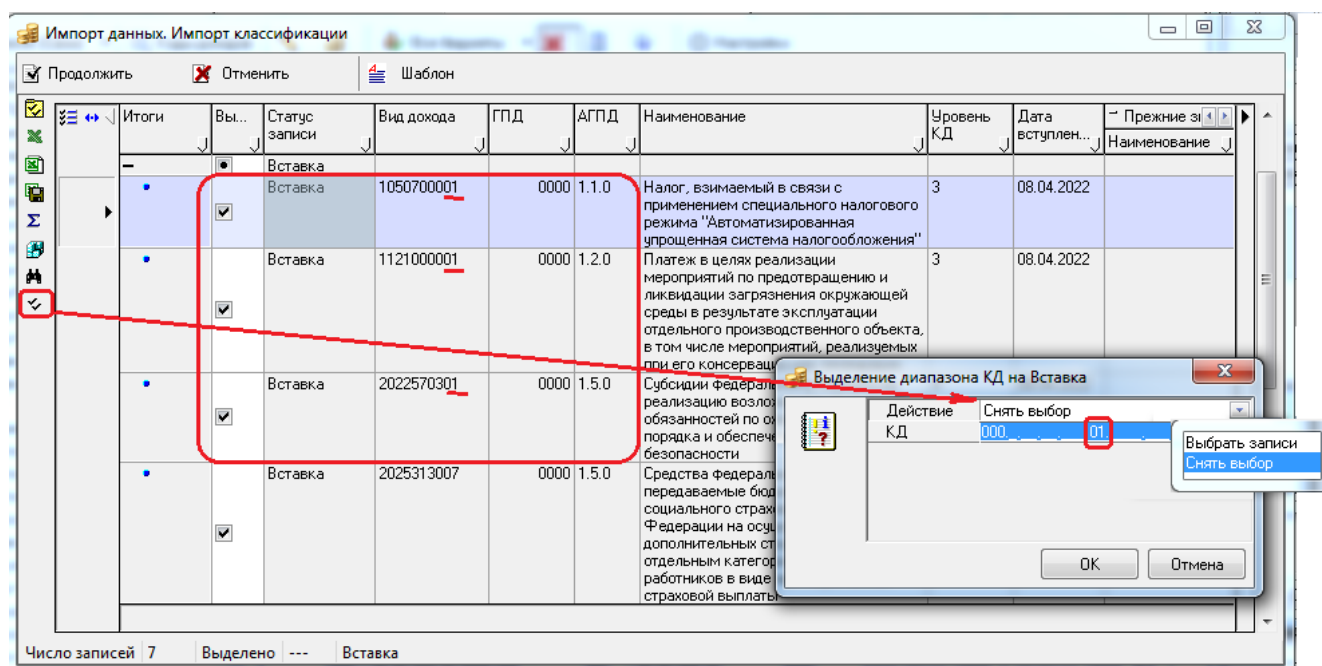 Импорт данных. Импорт классификации
Продолжить Отменить Шаблон
Итоги Вы... Статус записи Вид дохода ГПД АГПД Наименование Уровень КД Дата вступлен... Прежние
Наименование
Вставка
Вставка 1050700001 0000 1.1.0 Налог, взимаемый в связи с 3 08.04.2022
применением специального налогового
режима "Автоматизированная
упрощенная система налогообложения"
Вставка 1121000001 0000 1.2.0 Платеж в целях реализации 3 08.04.2022
мероприятий по предотвращению и
ликвидации загрязнения окружающей
среды в результате эксплуатации
отдельного производственного объекта,
в том числе мероприятий, реализуемых
при его консерваци
Вставка 2022570301 0000 1.5.0 Субсидии федераль
реализацию возлож
обязанностей по ох
порядка и обеспече
безопасности
Вставка 2025313007 0000 1.5.0 Средства федераль
передаваемые бюд
социального страхо
Федерации на осущ
дополнительных ст
отдельным категор
работников в виде
страховой выплаты
Выделение диапазона КД на Вставка
Действие Снять выбор
КД 000. . . . 01 .
Выбрать записи
Снять выбор
OK Отмена
Число записей 7 Выделено --- Вставка